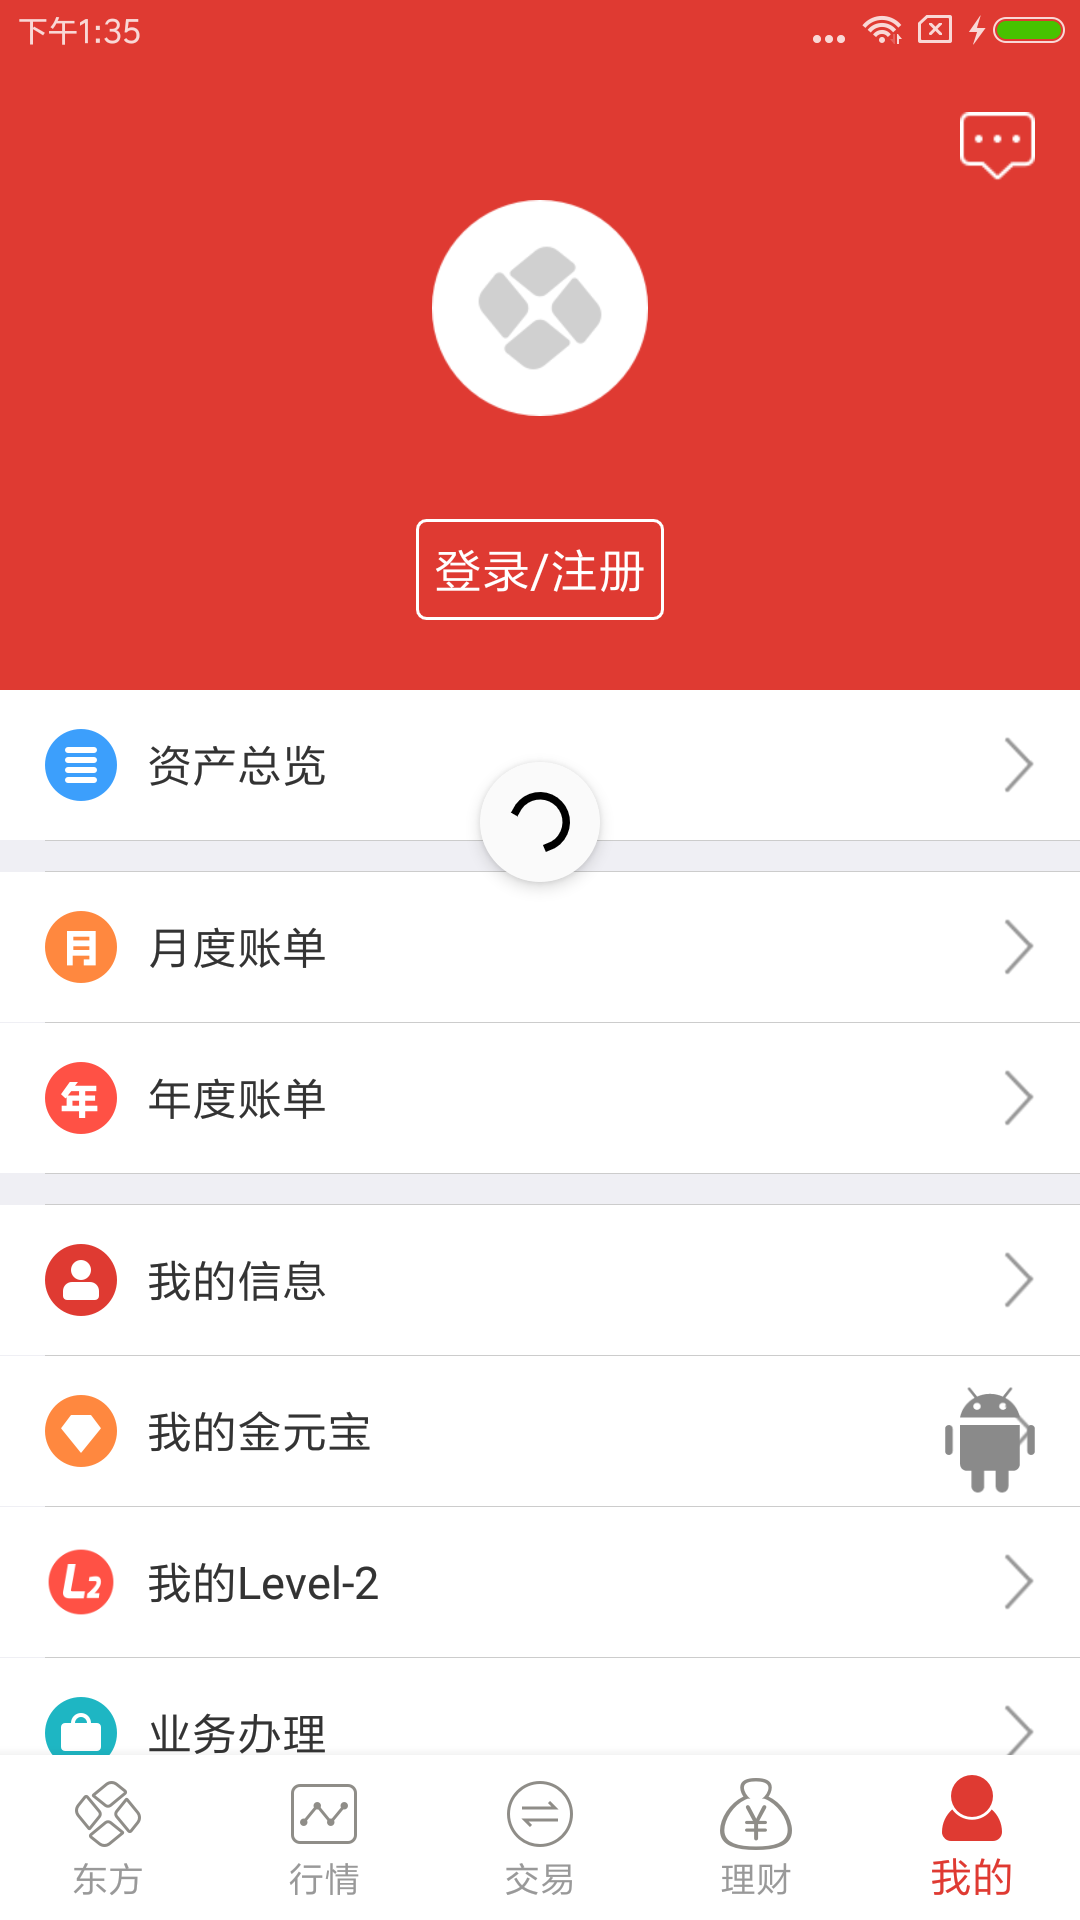 下午1:35
登录/注册
资产总览
月
月度账单
年
年度账单
我的信息
我的金元宝
L2
我的Level-2
业务办理
东方
行情
交易
¥
理财
我的